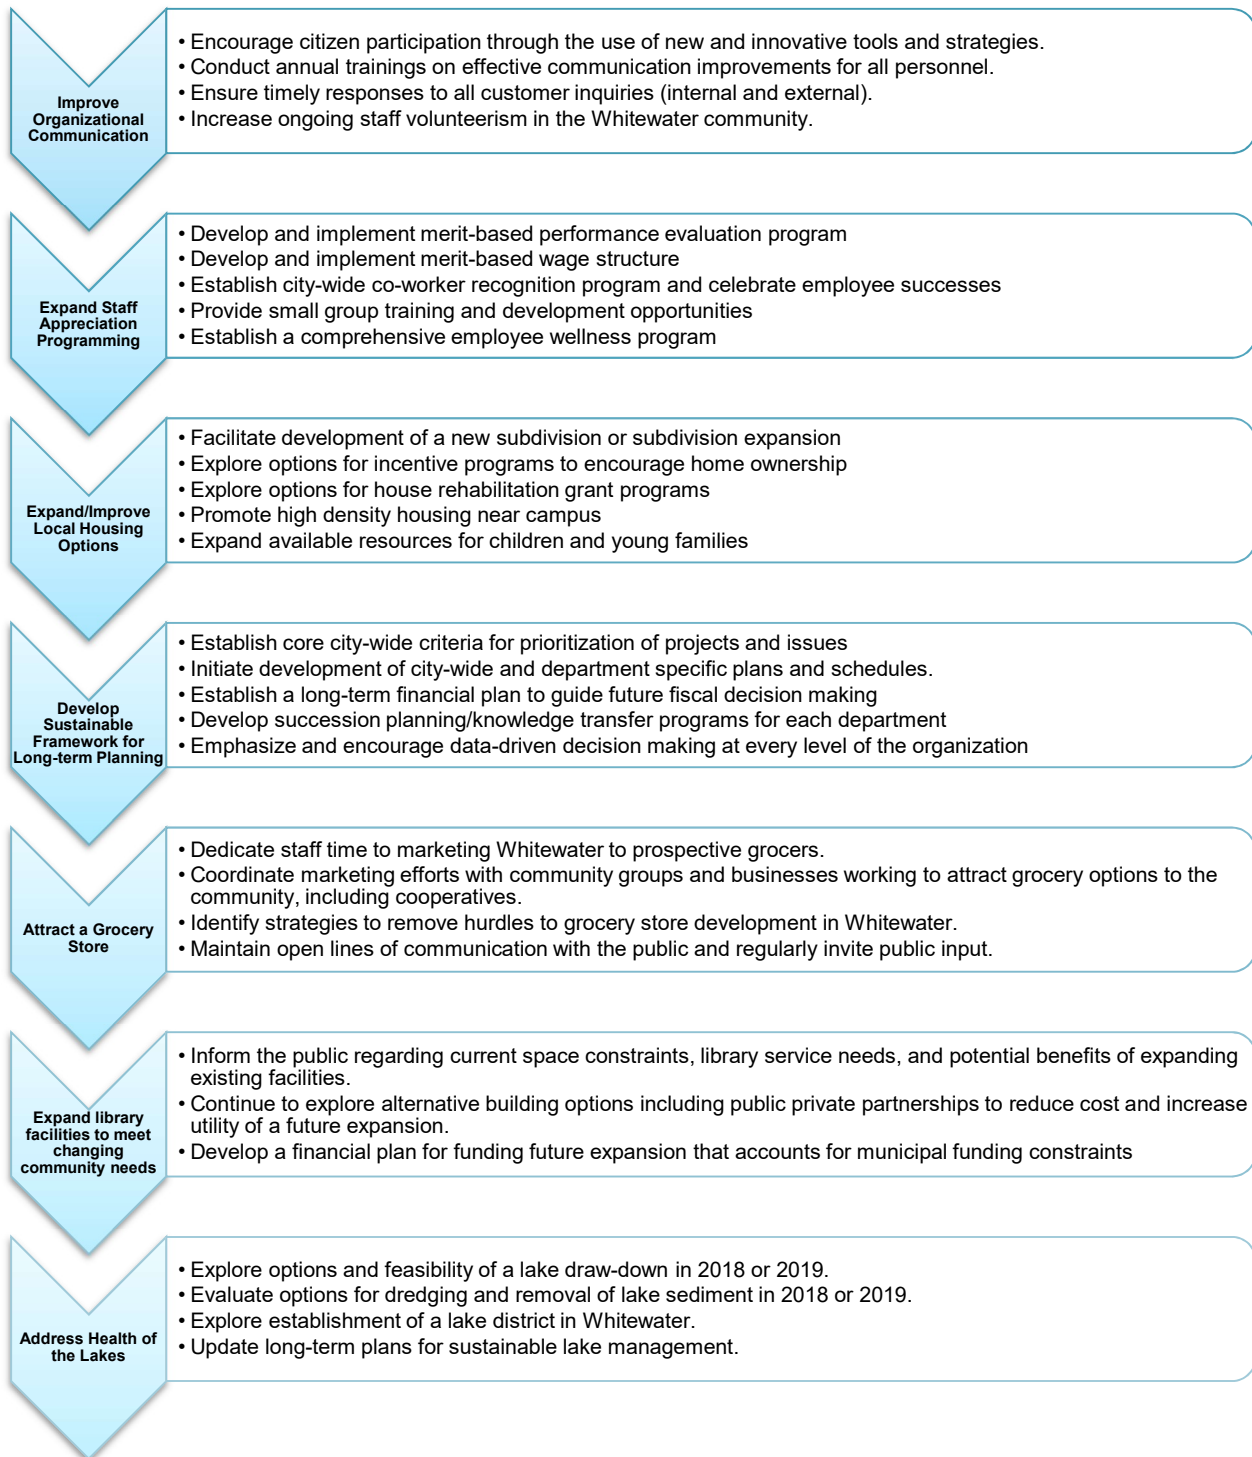 Improve
Organizational
Communication
• Encourage citizen participation through the use of new and innovative tools and strategies.
• Conduct annual trainings on effective communication improvements for all personnel.
• Ensure timely responses to all customer inquiries (internal and external).
• Increase ongoing staff volunteerism in the Whitewater community.
Expand Staff
Appreciation
Programming
• Develop and implement merit-based performance evaluation program
• Develop and implement merit-based wage structure
• Establish city-wide co-worker recognition program and celebrate employee successes
• Provide small group training and development opportunities
• Establish a comprehensive employee wellness program
Expand/Improve
Local Housing
Options
• Facilitate development of a new subdivision or subdivision expansion
• Explore options for incentive programs to encourage home ownership
• Explore options for house rehabilitation grant programs
• Promote high density housing near campus
• Expand available resources for children and young families
Develop
Sustainable
Framework for
Long-term Planning
• Establish core city-wide criteria for prioritization of projects and issues
• Initiate development of city-wide and department specific plans and schedules.
• Establish a long-term financial plan to guide future fiscal decision making
• Develop succession planning/knowledge transfer programs for each department
• Emphasize and encourage data-driven decision making at every level of the organization
Attract a Grocery
Store
• Dedicate staff time to marketing Whitewater to prospective grocers.
• Coordinate marketing efforts with community groups and businesses working to attract grocery options to the
community, including cooperatives.
• Identify strategies to remove hurdles to grocery store development in Whitewater.
• Maintain open lines of communication with the public and regularly invite public input.
Expand library
facilities to meet
changing
community needs
• Inform the public regarding current space constraints, library service needs, and potential benefits of expanding
existing facilities.
• Continue to explore alternative building options including public private partnerships to reduce cost and increase
utility of a future expansion.
• Develop a financial plan for funding future expansion that accounts for municipal funding constraints
Address Health of
the Lakes
• Explore options and feasibility of a lake draw-down in 2018 or 2019.
• Evaluate options for dredging and removal of lake sediment in 2018 or 2019.
• Explore establishment of a lake district in Whitewater.
• Update long-term plans for sustainable lake management.